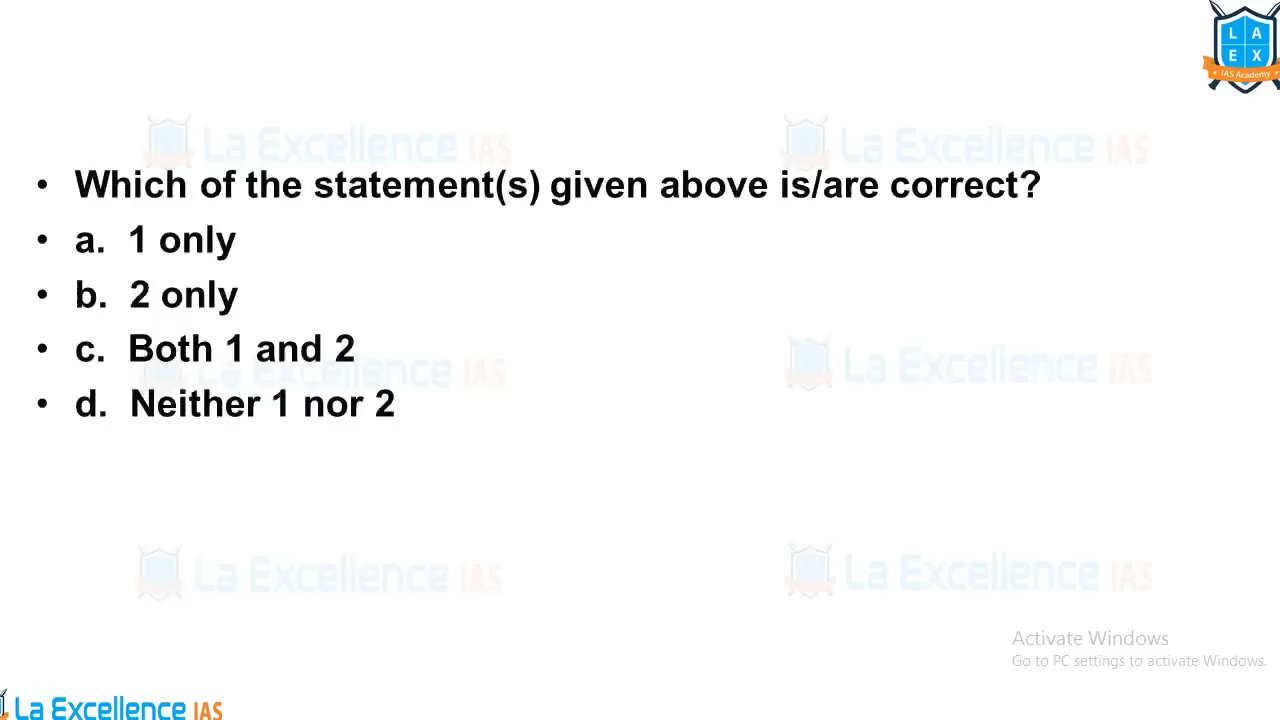 L A
E X
IAS Academy
La Excellence IAS
La Excellence IAS
• Which of the statement(s) given above is/are correct?
• a. 1 only
• b. 2 only
• c. Both 1 and 2
• d. Neither 1 nor 2
La Excellence IAS
La Excellence IAS
La Excellence IAS
La Excellence IAS
Activate Windows
Go to PC settings to activate Windows.
La Excellence IAS